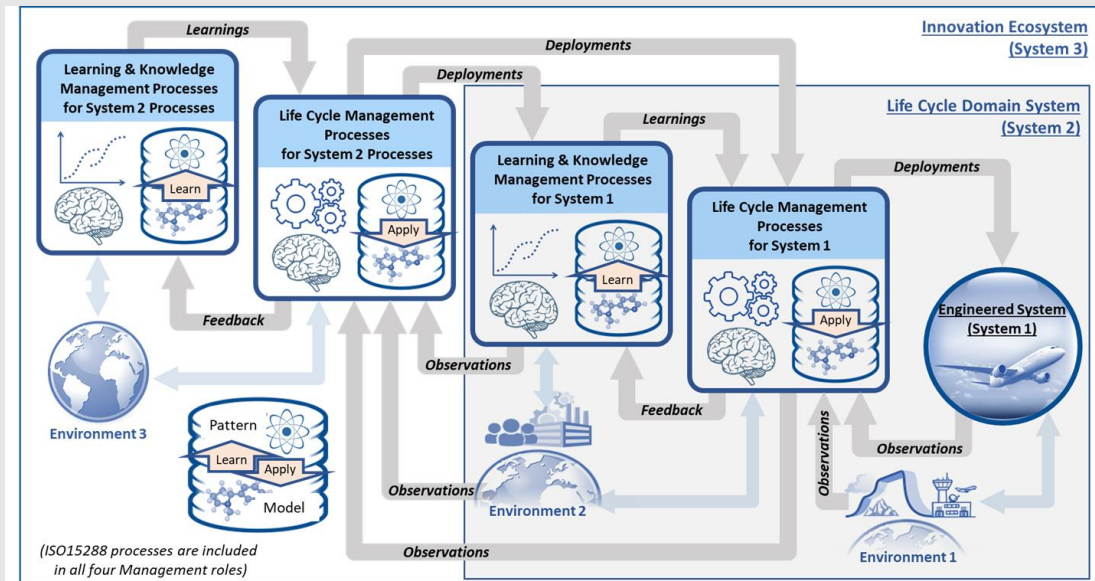 Learnings
Deployments
Innovation Ecosystem
(System 3)
Learning & Knowledge
Management Processes
for System 2 Processes
Learn
Deployments
Life Cycle Management
Processes
for System 2 Processes
Apply
Life Cycle Domain System
(System 2)
Learnings
Learning & Knowledge
Management Processes
for System 1
Learn
Deployments
Life Cycle Management
Processes
for System 1
Apply
Engineered System
(System 1)
Feedback
Observations
Feedback
Observations
Observations
Environment 3
Pattern
Learn
Apply
Model
Observations
Environment 2
Environment 1
Observations
(ISO15288 processes are included
in all four Management roles)